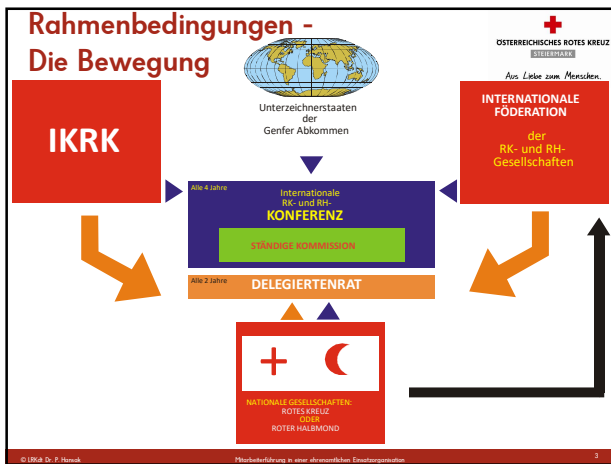 Rahmenbedingungen -
Die Bewegung
ÖSTERREICHISCHES ROTES KREUZ
STEIERMARK
Aus Liebe zum Menschen.
Unterzeichnerstaaten
der
Genfer Abkommen
IKRK
INTERNATIONALE
FÖDERATION
der
RK- und RH-
Gesellschaften
Alle 4 Jahre
Internationale
RK- und RH-
KONFERENZ
STÄNDIGE KOMMISSION
Alle 2 Jahre
DELEGIERTENRAT
NATIONALE GESELLSCHAFTEN:
ROTES KREUZ
ODER
ROTER HALBMOND
© LRKdt Dr. P. Hansak
Mitarbeiterführung in einer ehrenamtlichen Einsatzorganisation
3